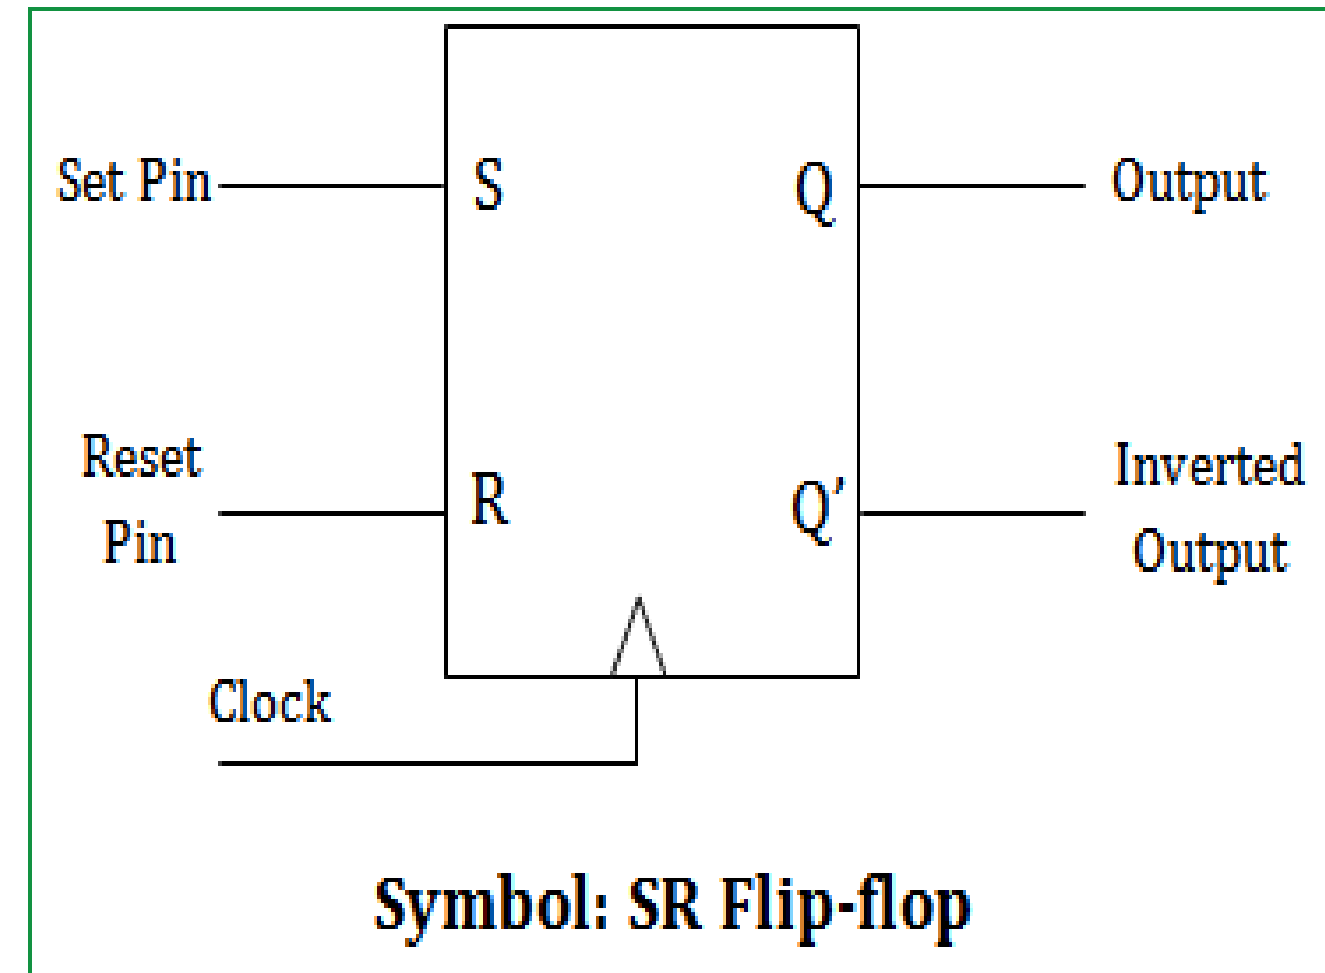 Set Pin
S
Q
Output
Reset
Pin
R
Q′
Inverted
Output
Clock
Symbol: SR Flip-flop